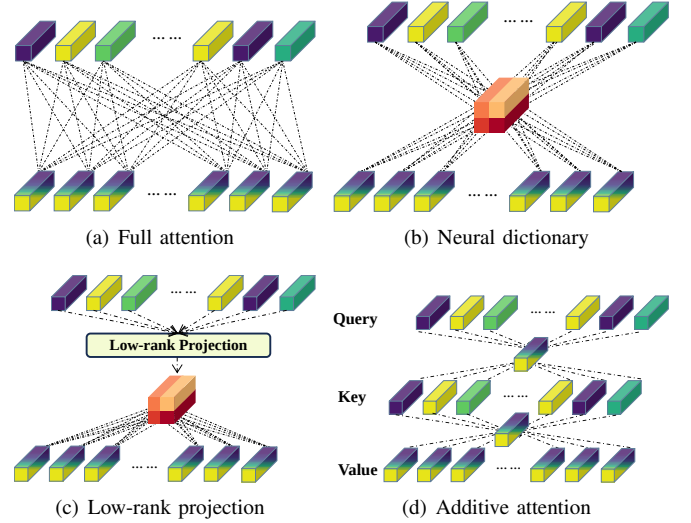 ... ...
... ...
... ...
... ...
(a) Full attention
(b) Neural dictionary
... ...
Low-rank Projection
... ...
(c) Low-rank projection
Query
... ...
Key
... ...
Value
... ...
(d) Additive attention